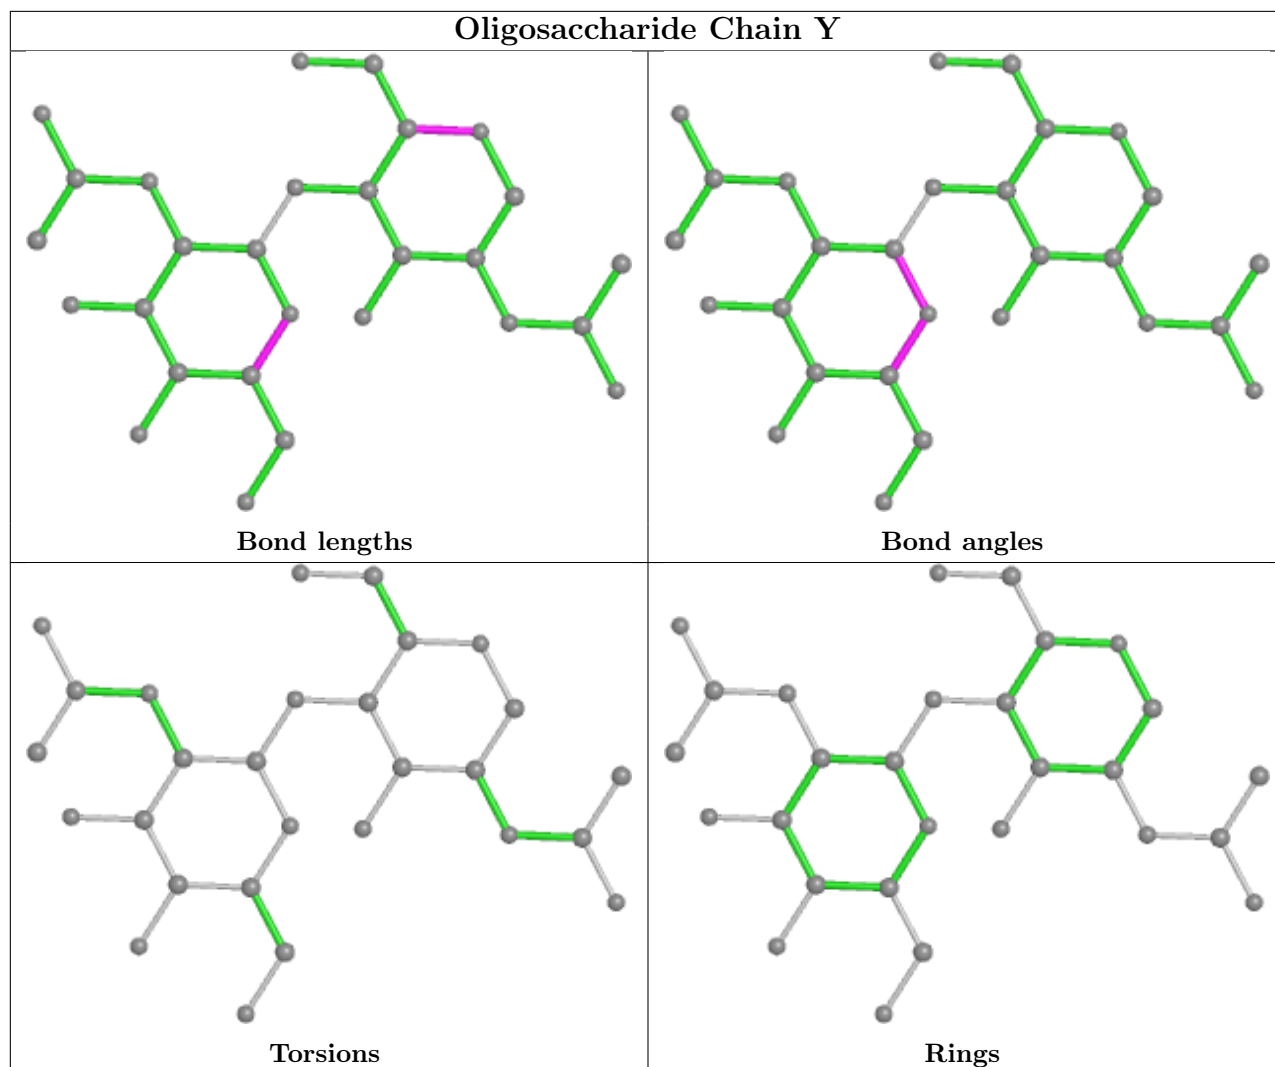 Oligosaccharide Chain Y
Bond lengths
Bond angles
Torsions
Rings